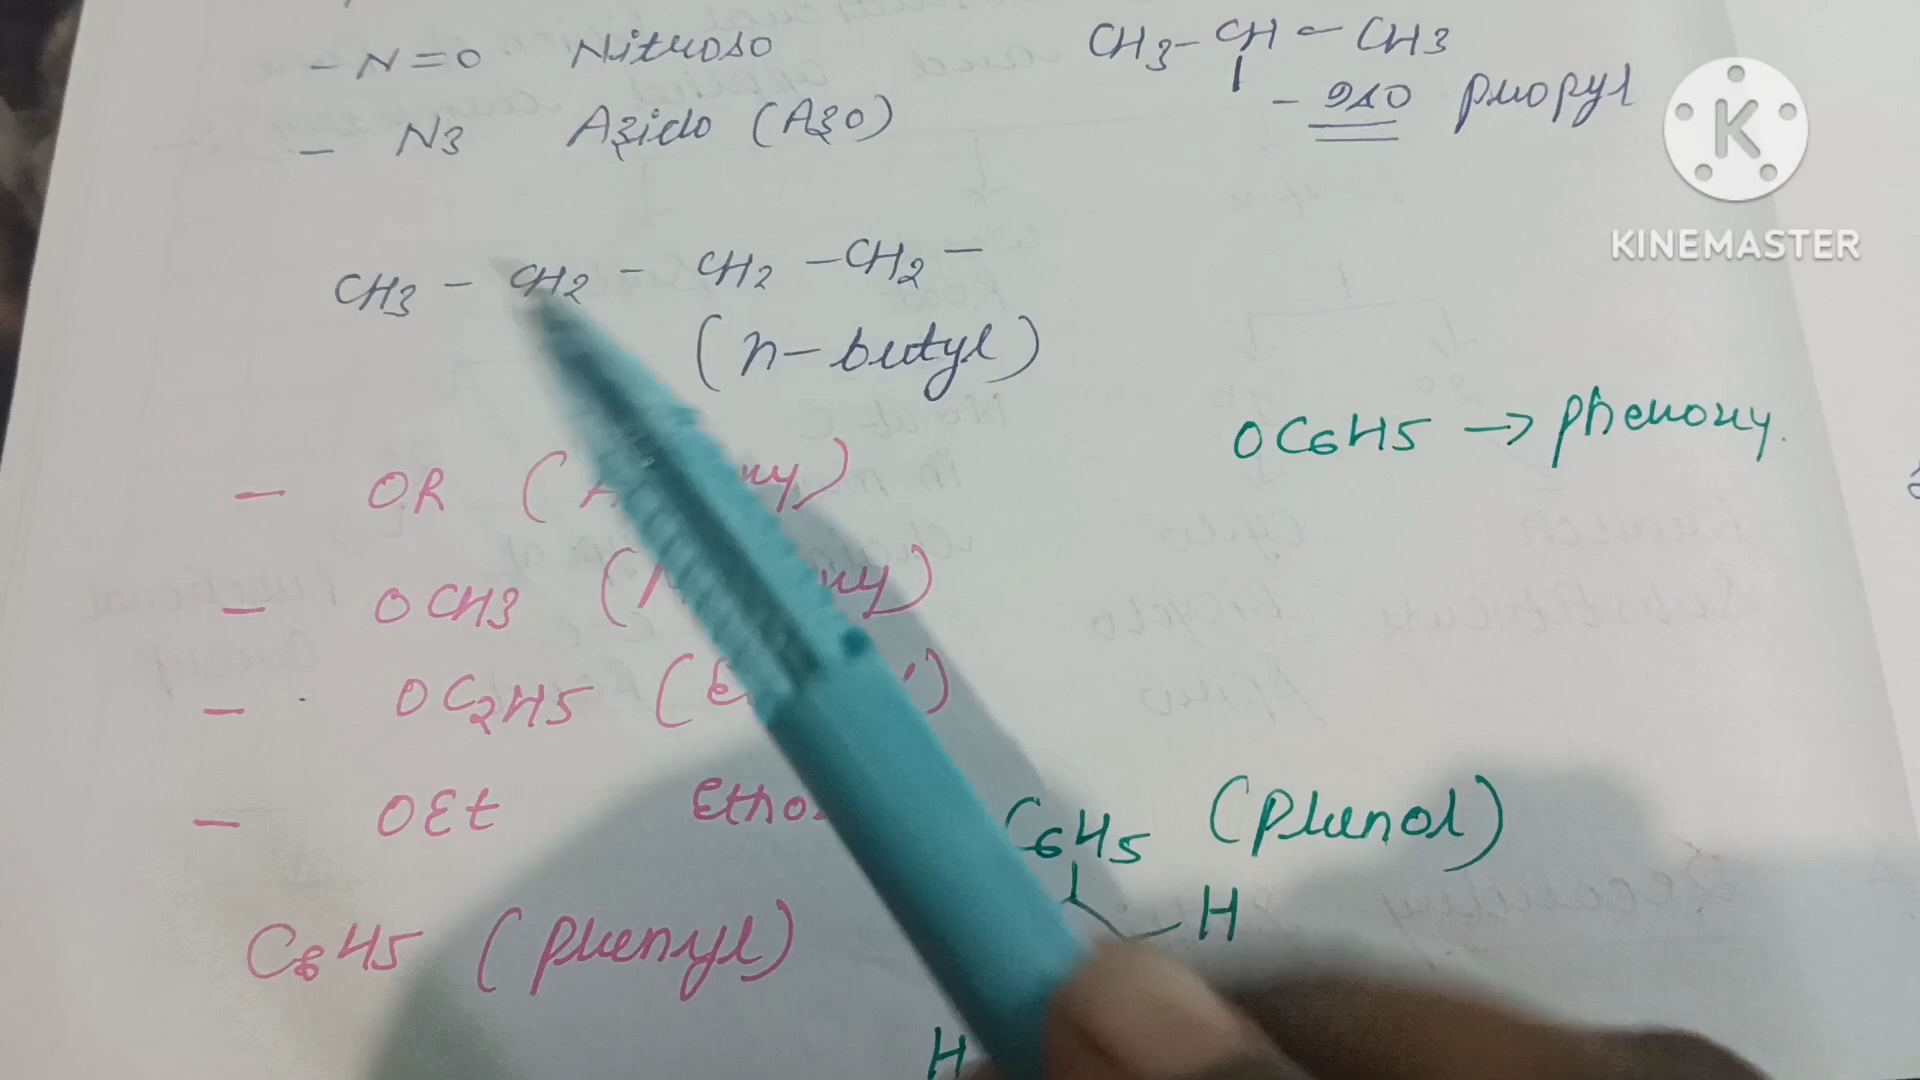 - N=O Nitroso
CH3 - CH - CH3
- iso propyl
- N3 Azido (Azo)
K
KINEMASTER
CH3 - CH2 - CH2 - CH2 -
(n-butyl)
OC6H5 → phenoxy.
- OR
- OCH3
- OC2H5
- OEt
C6H5 (Phenol)
H
C6H5 (phenyl)
H